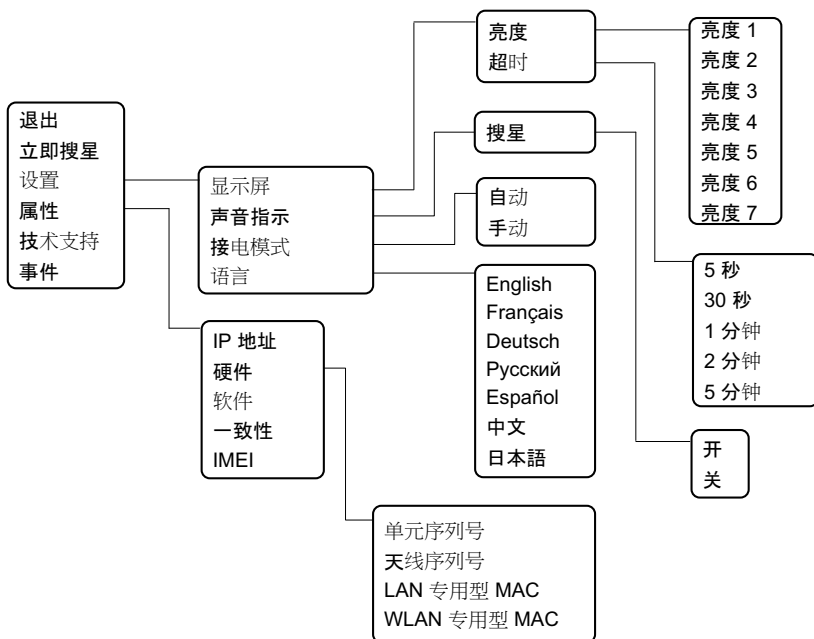 退出
立即搜星
设置
属性
技术支持
事件
显示屏
声音指示
接电模式
语言
IP 地址
硬件
软件
一致性
IMEI
亮度
超时
搜星
自动
手动
English
Français
Deutsch
Русский
Español
中文
日本語
单元序列号
天线序列号
LAN 专用型 MAC
WLAN 专用型 MAC
亮度 1
亮度 2
亮度 3
亮度 4
亮度 5
亮度 6
亮度 7
5 秒
30 秒
1 分钟
2 分钟
5 分钟
开
关